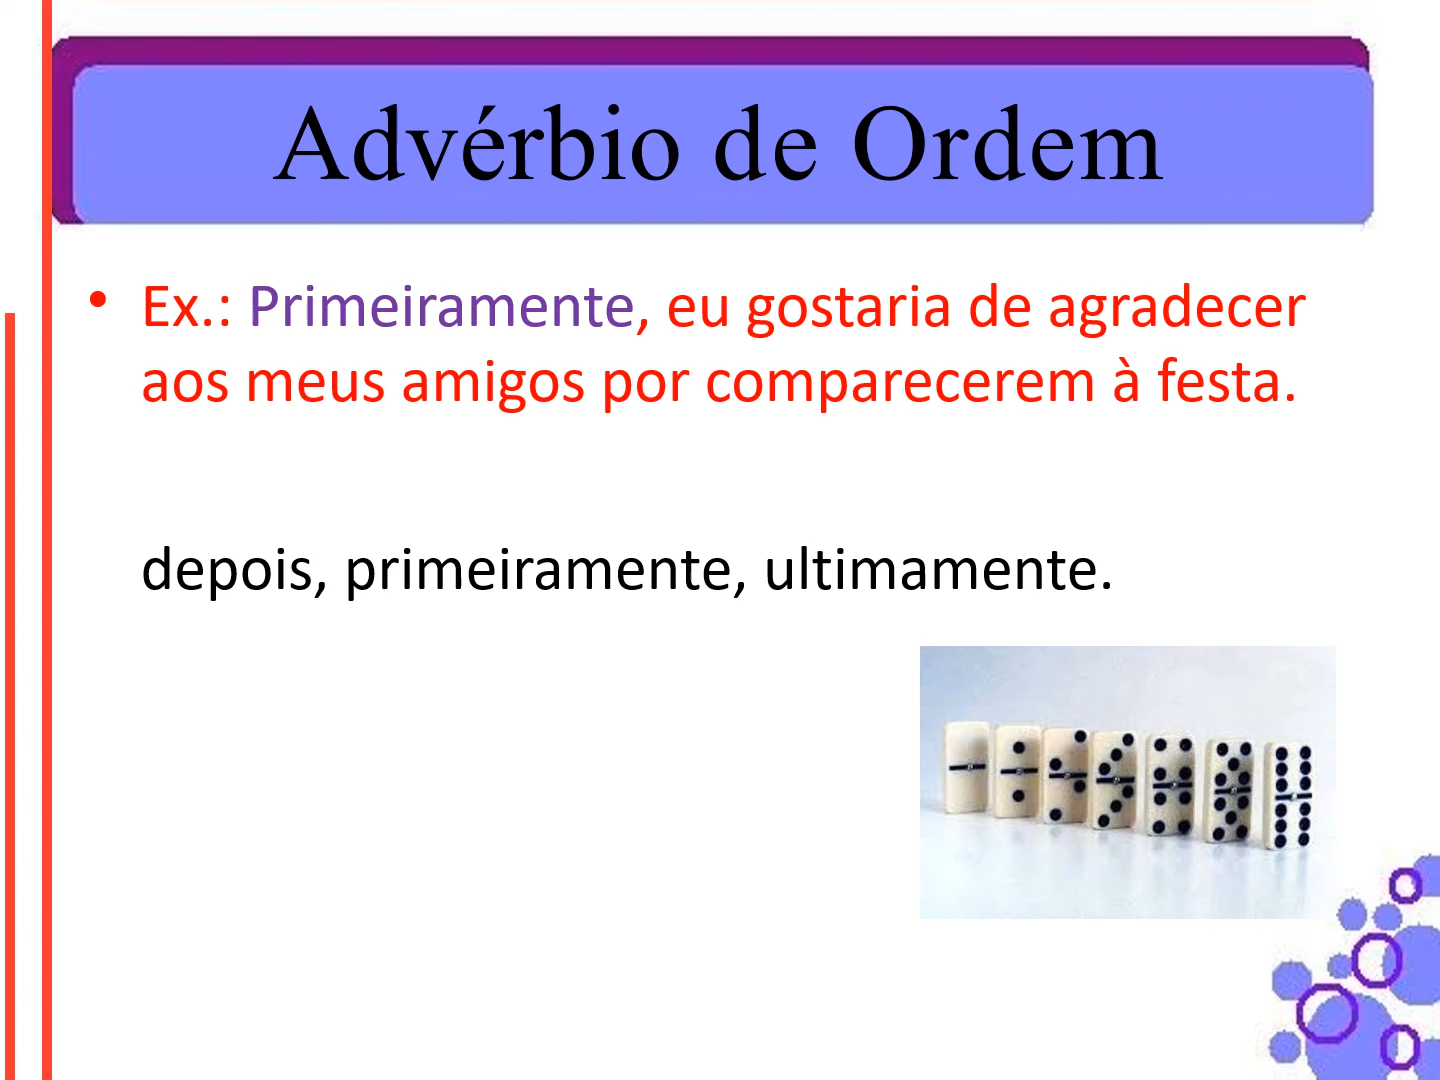 Advérbio de Ordem
• Ex.: Primeiramente, eu gostaria de agradecer
aos meus amigos por comparecerem à festa.
depois, primeiramente, ultimamente.